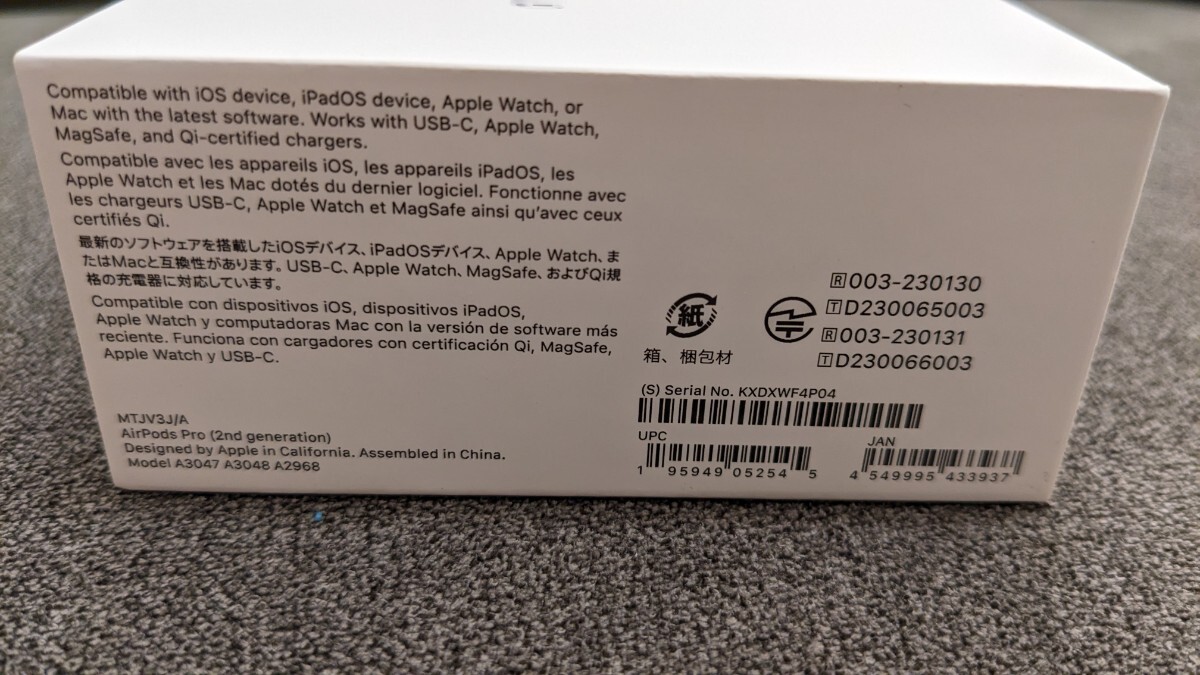 Compatible with iOS device, iPadOS device, Apple Watch, or
Mac with the latest software. Works with USB-C, Apple Watch,
MagSafe, and Qi-certified chargers.
Compatible avec les appareils iOS, les appareils iPadOS, les
Apple Watch et les Mac dotés du dernier logiciel. Fonctionne avec
les chargeurs USB-C, Apple Watch et MagSafe ainsi qu'avec ceux
certifiés Qi.
最新のソフトウェアを搭載したiOSデバイス、iPadOSデバイス、Apple Watch、ま
たはMacと互換性があります。USB-C、Apple Watch、MagSafe、およびQi規
格の充電器に対応しています。
Compatible con dispositivos iOS, dispositivos iPadOS,
Apple Watch y computadoras Mac con la versión de software más
reciente. Funciona con cargadores con certificación Qi, MagSafe,
Apple Watch y USB-C.
MTJV3J/A
AirPods Pro (2nd generation)
Designed by Apple in California. Assembled in China.
Model A3047 A3048 A2968
紙
箱、梱包材
R 003-230130
T D230065003
R 003-230131
T D230066003
(S) Serial No. KXDXWF4P04
UPC
1 95949 05254 5
JAN
4 549995 433937